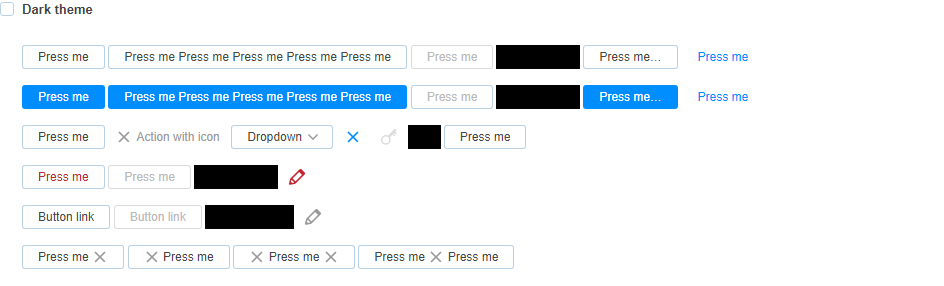 Dark theme
Press me Press me Press me Press me Press me Press me Press me Press me... Press me
Press me Press me Press me Press me Press me Press me Press me Press me... Press me
Press me Action with icon Dropdown Press me
Press me Press me
Button link Button link
Press me Press me Press me Press me Press me